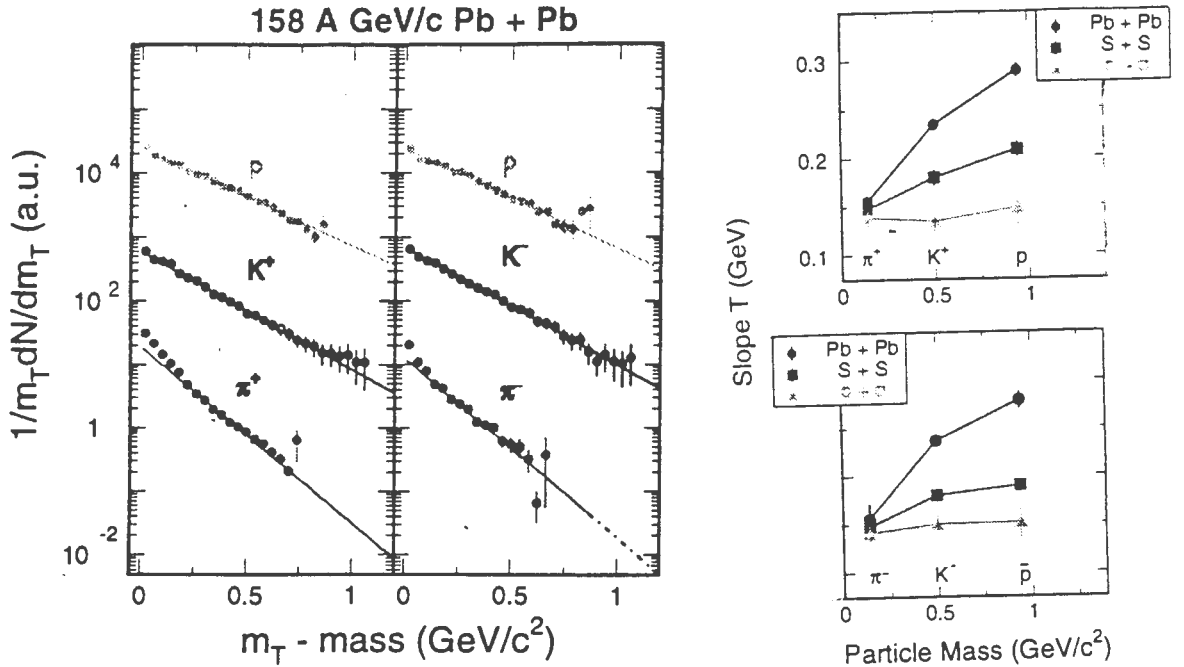 158 A GeV/c Pb + Pb
1/m_T dN/dm_T (a.u.)
10^4
10^2
1
10^-2
p
K^+
π^+
p
K^-
π^-
0 0.5 1 0 0.5 1
m_T - mass (GeV/c^2)
Pb + Pb
S + S
0.3
0.2
0.1
π^+ K^+ p
0 0.5 1
Slope T (GeV)
Pb + Pb
S + S
π^- K^- p̄
0 0.5 1
Particle Mass (GeV/c^2)